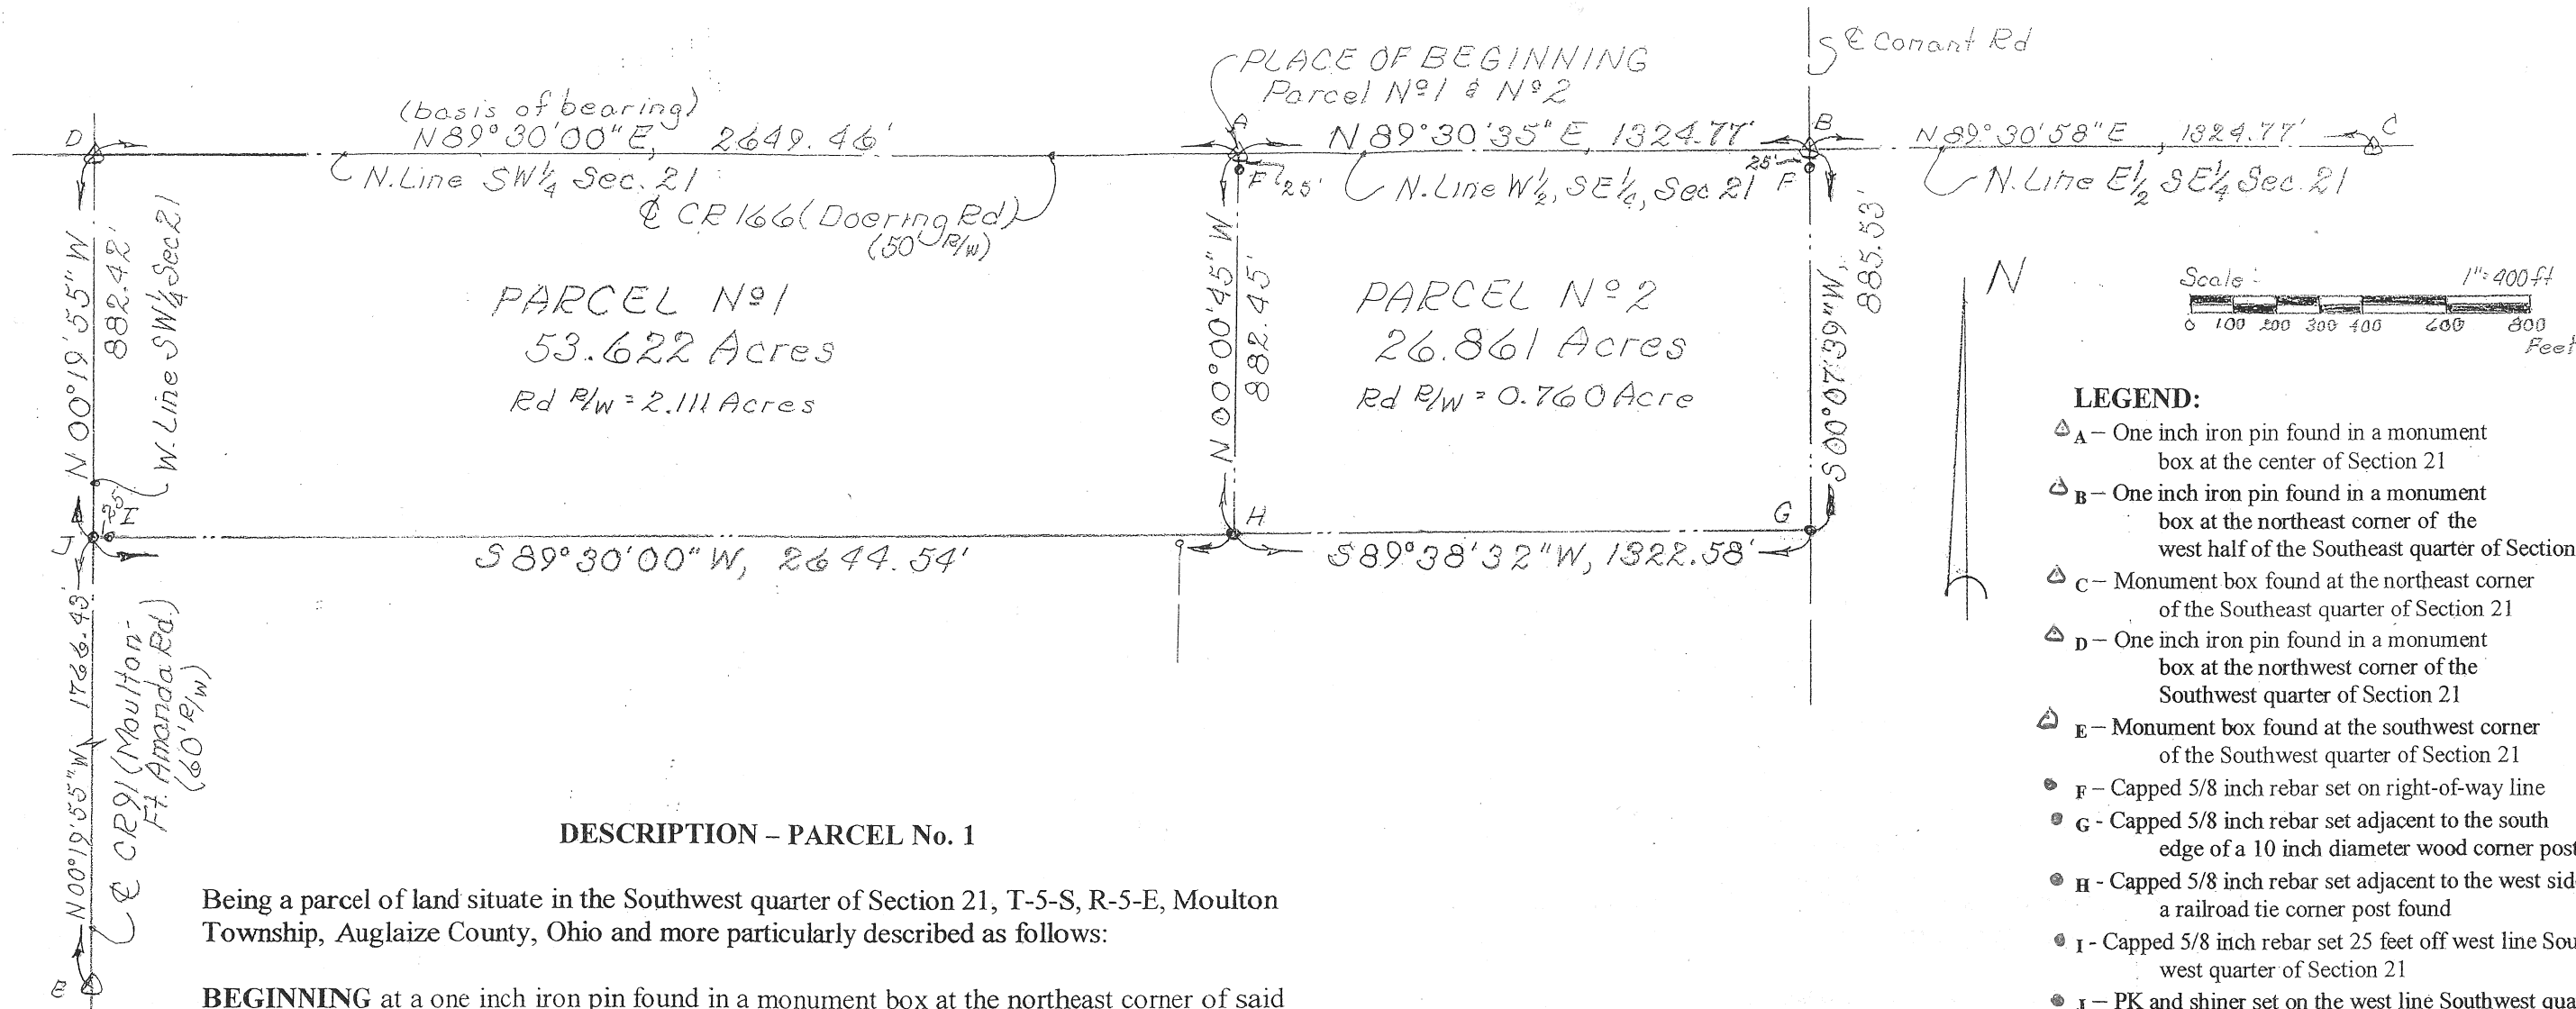 ℄ Conant Rd
PLACE OF BEGINNING
Parcel Nº1 & Nº2
(basis of bearing)
D
N89°30'00"E, 2649.46'
A
N 89°30'35"E, 1324.77'
B
N89°30'58"E, 1324.77'
C
N.Line SW¼ Sec. 21
F
25'
N.Line W½, SE¼, Sec 21
25'
F
N.Line E½ SE¼ Sec. 21
℄ CR 166 (Doering Rd)
(50' R/W)
N 00°19'55"W
882.42'
W. Line SW¼ Sec 21
PARCEL Nº1
53.622 Acres
Rd R/W = 2.111 Acres
N 00°00'45" W
882.45'
PARCEL Nº2
26.861 Acres
Rd R/W = 0.760 Acre
S00°07'39"W,
885.53'
N
Scale:
1"=400ft
0 100 200 300 400 600 800
Feet
J
25
I
H
G
S 89°30'00" W, 2644.54'
S89°38'32"W, 1322.58'
N00°19'55"W 1766.43'
℄ CR91 (Moulton-
Ft. Amanda Rd.)
(60' R/W)
E
LEGEND:
A – One inch iron pin found in a monument
box at the center of Section 21
B – One inch iron pin found in a monument
box at the northeast corner of the
west half of the Southeast quarter of Section
C – Monument box found at the northeast corner
of the Southeast quarter of Section 21
D – One inch iron pin found in a monument
box at the northwest corner of the
Southwest quarter of Section 21
E – Monument box found at the southwest corner
of the Southwest quarter of Section 21
F – Capped 5/8 inch rebar set on right-of-way line
G - Capped 5/8 inch rebar set adjacent to the south
edge of a 10 inch diameter wood corner post
H - Capped 5/8 inch rebar set adjacent to the west sid
a railroad tie corner post found
I - Capped 5/8 inch rebar set 25 feet off west line Sou
west quarter of Section 21
J – PK and shiner set on the west line Southwest qua
DESCRIPTION – PARCEL No. 1
Being a parcel of land situate in the Southwest quarter of Section 21, T-5-S, R-5-E, Moulton
Township, Auglaize County, Ohio and more particularly described as follows:
BEGINNING at a one inch iron pin found in a monument box at the northeast corner of said